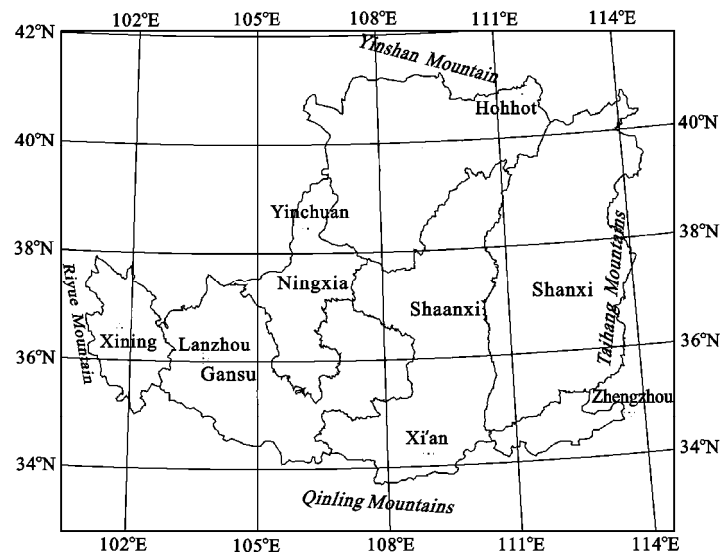 102°E 105°E 108°E 111°E 114°E
42°N
Yinshan Mountain
Hohhot
40°N
40°N
Yinchuan
38°N
38°N
Riyue Mountain
Ningxia
Taihang Mountains
Shaanxi
Shanxi
Xining
Lanzhou
36°N
36°N
Gansu
Zhengzhou
Xi'an
34°N
34°N
Qinling Mountains
102°E 105°E 108°E 111°E 114°E